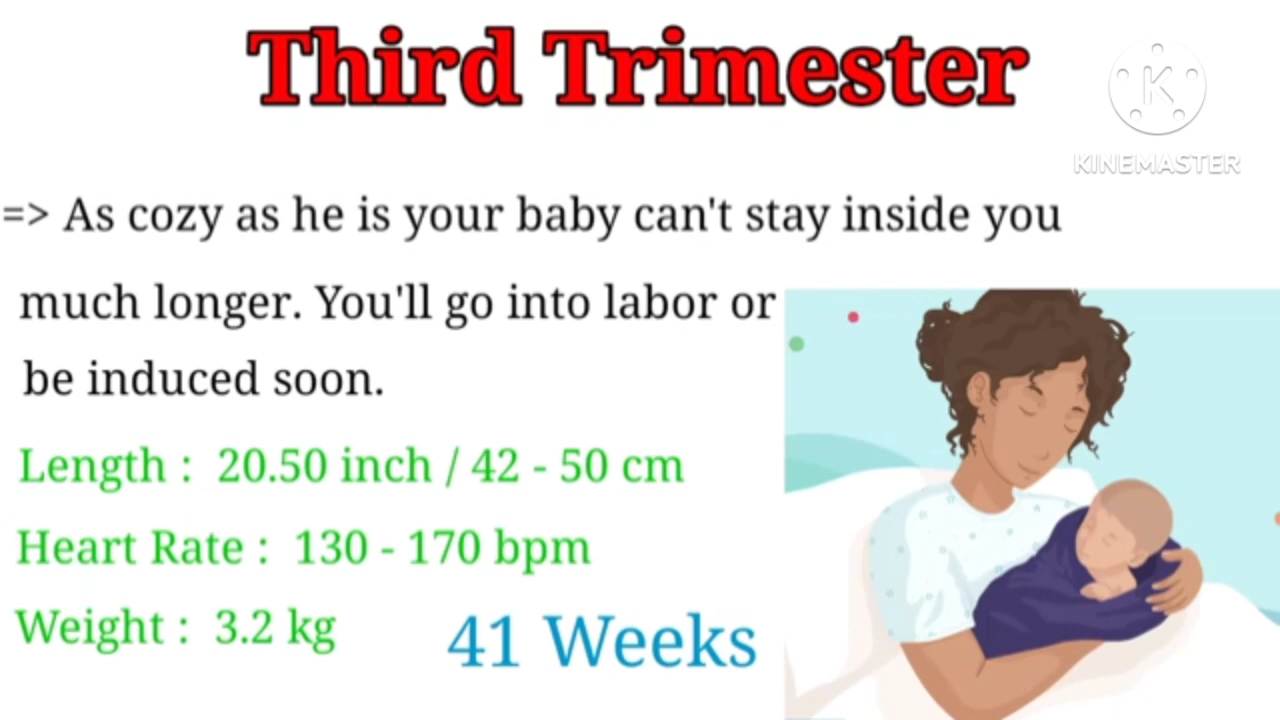 Third Trimester
K
KINEMASTER
=> As cozy as he is your baby can't stay inside you
much longer. You'll go into labor or
be induced soon.
Length : 20.50 inch / 42 - 50 cm
Heart Rate : 130 - 170 bpm
Weight : 3.2 kg
41 Weeks